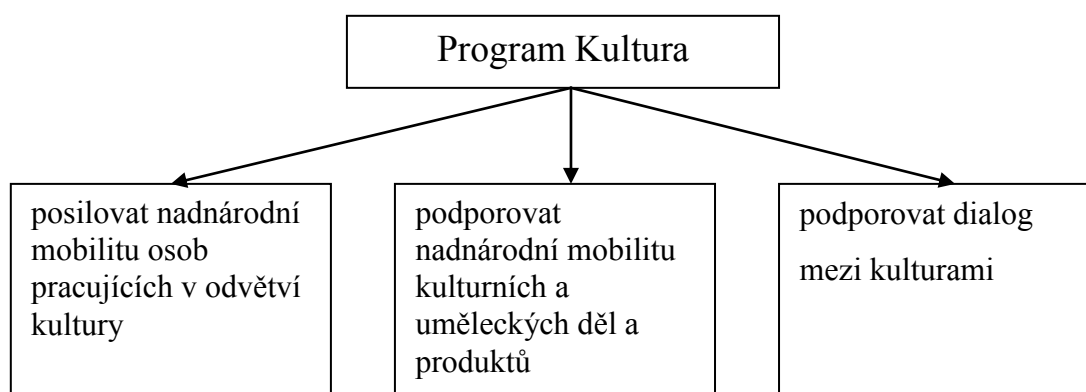 Program Kultura
posilovat nadnárodní
mobilitu osob
pracujících v odvětví
kultury
podporovat
nadnárodní mobilitu
kulturních a
uměleckých děl a
produktů
podporovat dialog
mezi kulturami